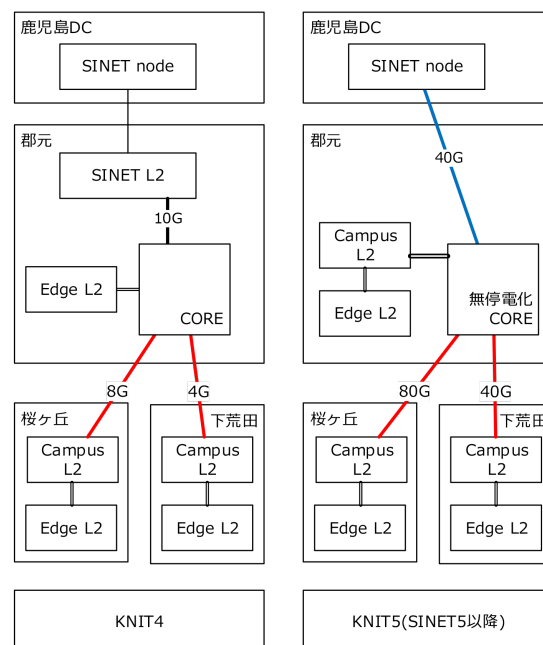 鹿児島DC
SINET node
郡元
SINET L2
10G
Edge L2
CORE
8G
4G
桜ヶ丘
Campus
L2
Edge L2
下荒田
Campus
L2
Edge L2
KNIT4
鹿児島DC
SINET node
40G
郡元
Campus
L2
Edge L2
無停電化
CORE
80G
40G
桜ヶ丘
Campus
L2
Edge L2
下荒田
Campus
L2
Edge L2
KNIT5(SINET5以降)